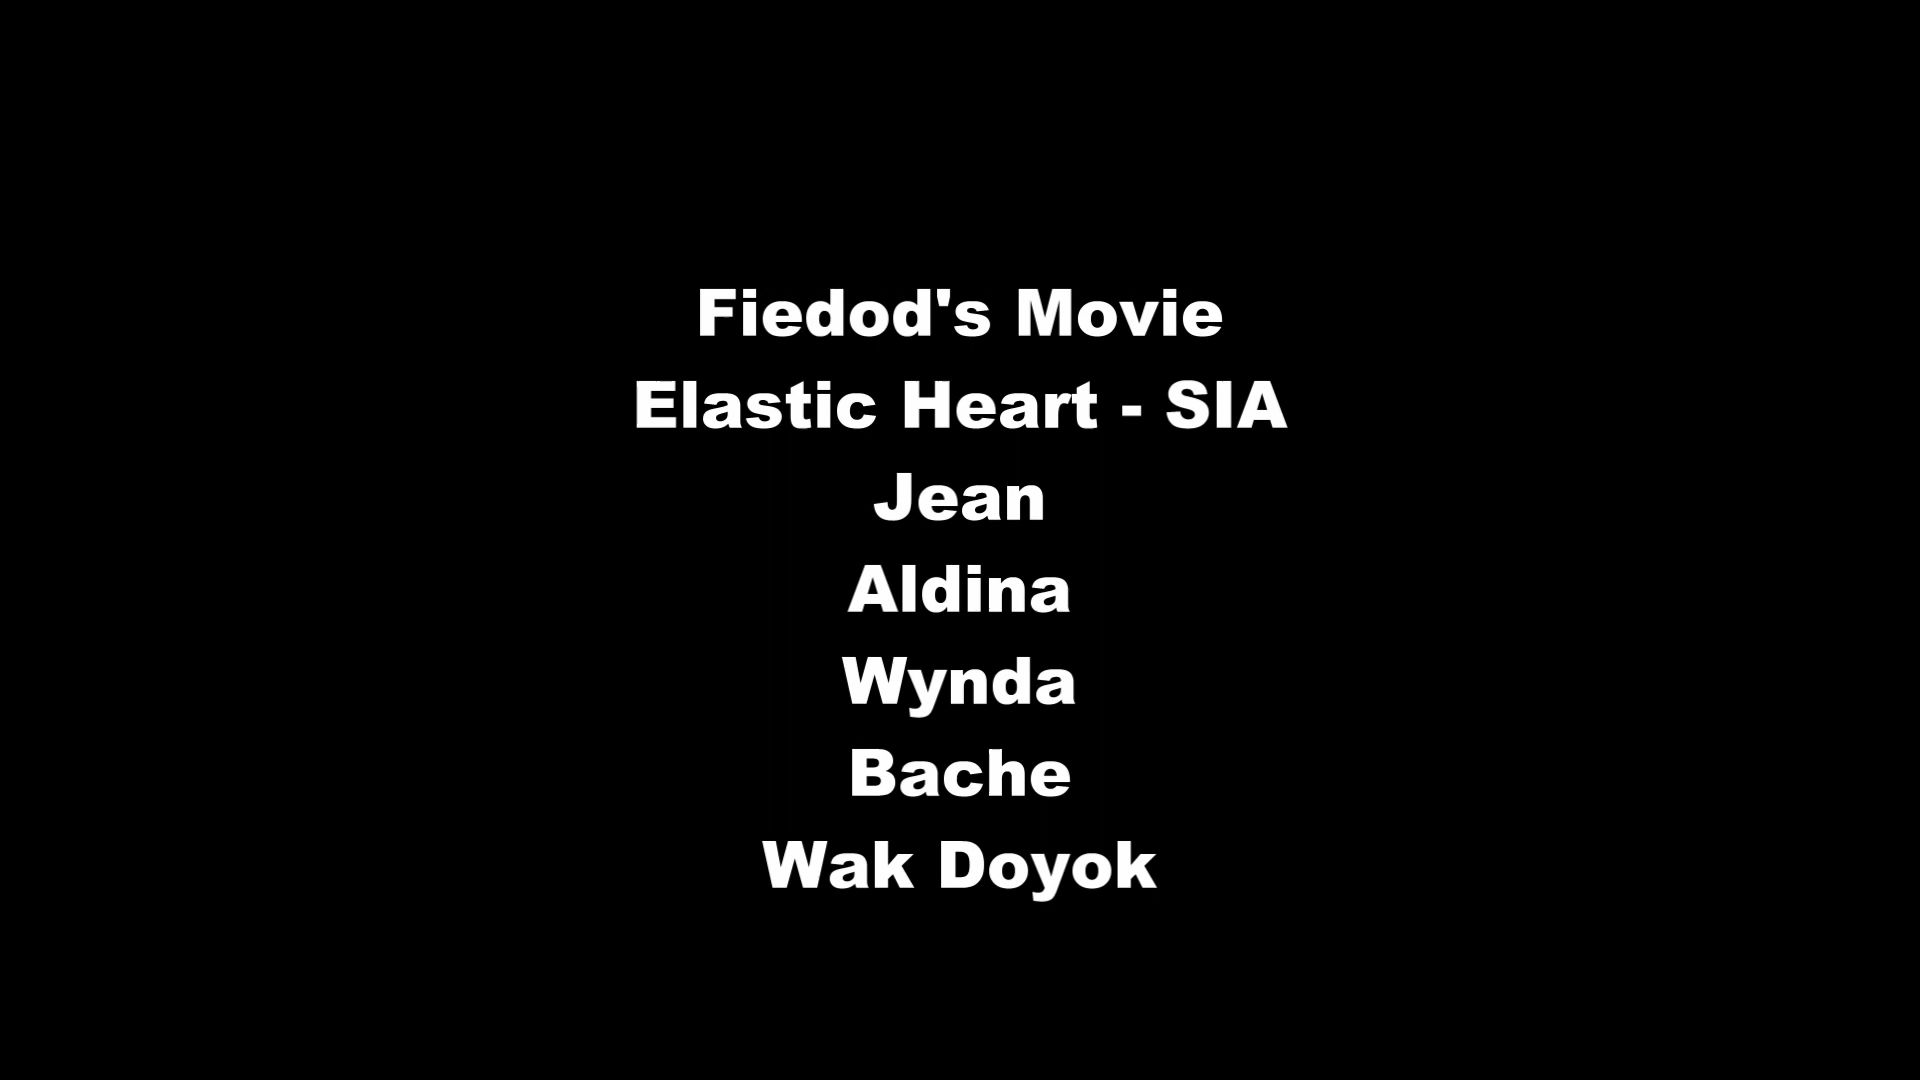 Fiedod's Movie
Elastic Heart - SIA
Jean
Aldina
Wynda
Bache
Wak Doyok